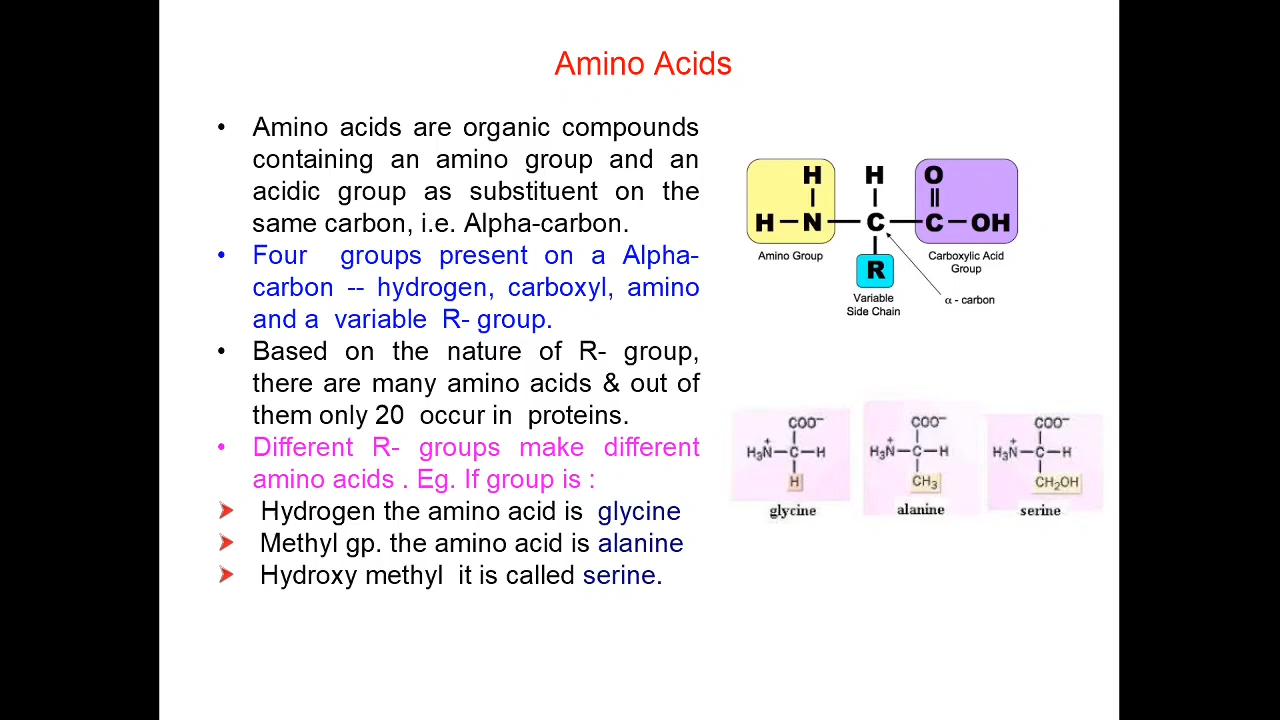 Amino Acids
• Amino acids are organic compounds
containing an amino group and an
acidic group as substituent on the
same carbon, i.e. Alpha-carbon.
• Four groups present on a Alpha-
carbon -- hydrogen, carboxyl, amino
and a variable R- group.
• Based on the nature of R- group,
there are many amino acids & out of
them only 20 occur in proteins.
• Different R- groups make different
amino acids . Eg. If group is :
➤ Hydrogen the amino acid is glycine
➤ Methyl gp. the amino acid is alanine
➤ Hydroxy methyl it is called serine.
H H O
H – N – C – C – OH
R
Amino Group
Carboxylic Acid
Group
Variable
Side Chain
α - carbon
COO⁻
H₃N⁺–C–H
H
glycine
COO⁻
H₃N⁺–C–H
CH₃
alanine
COO⁻
H₃N⁺–C–H
CH₂OH
serine